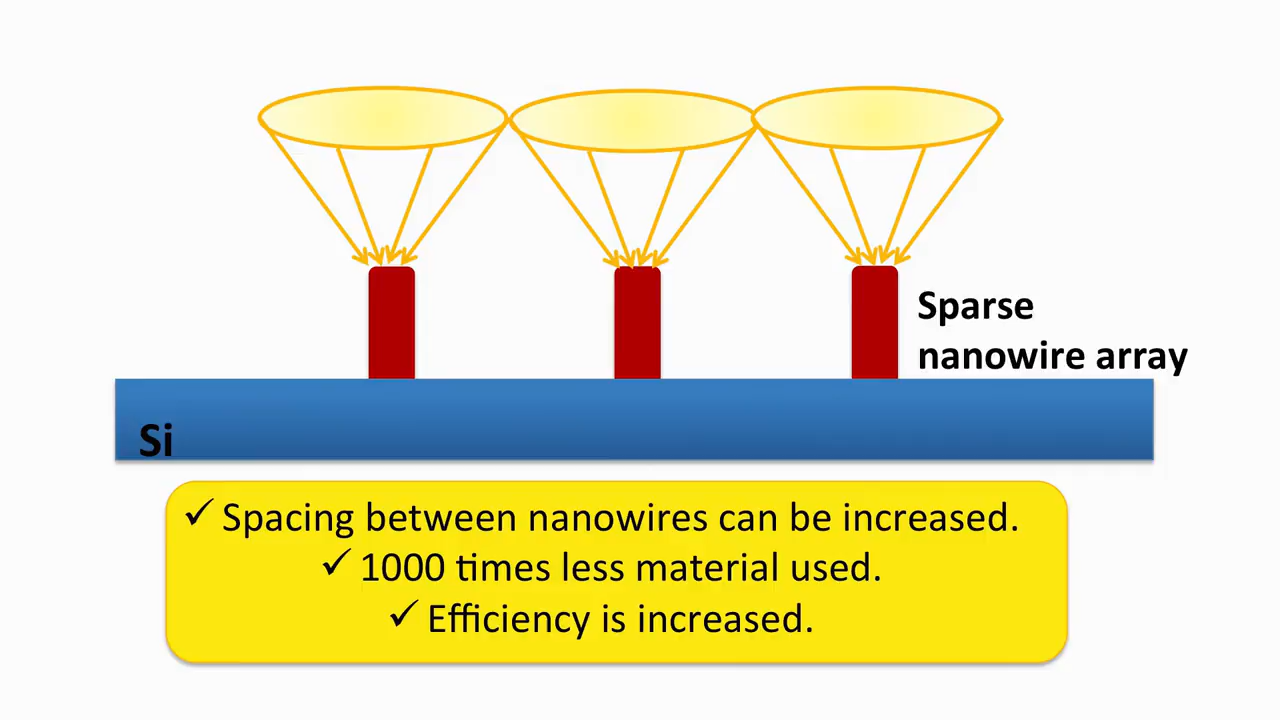 Sparse
nanowire array
Si
✓ Spacing between nanowires can be increased.
✓ 1000 times less material used.
✓ Efficiency is increased.